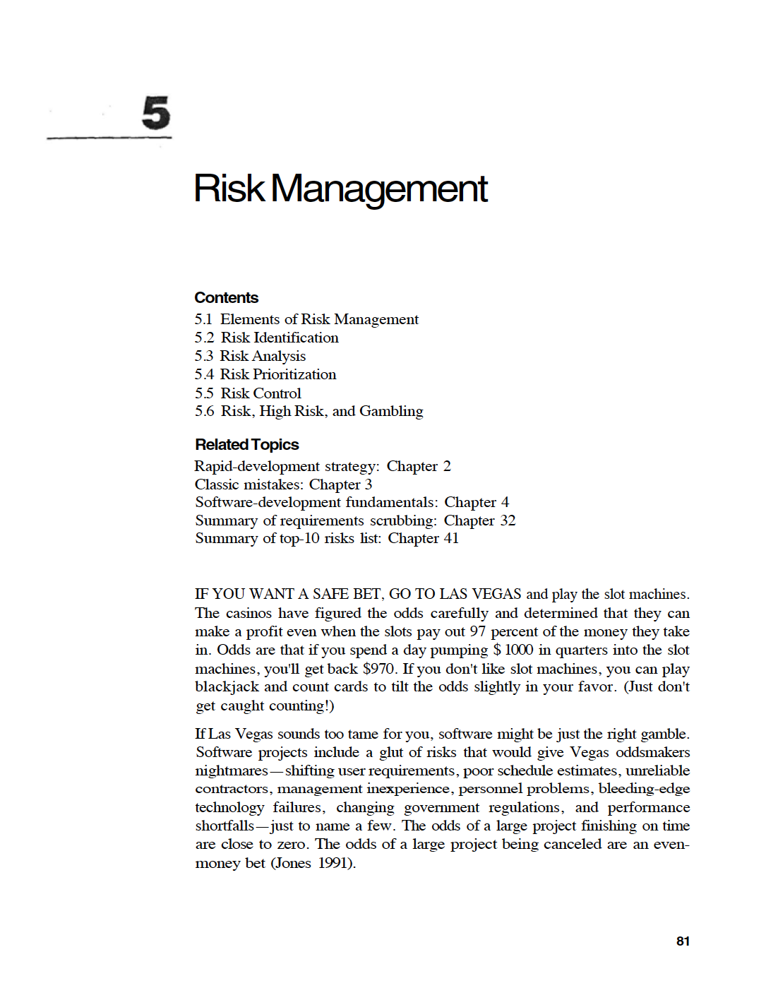 5
Risk Management
Contents
5.1 Elements of Risk Management
5.2 Risk Identification
5.3 Risk Analysis
5.4 Risk Prioritization
5.5 Risk Control
5.6 Risk, High Risk, and Gambling
Related Topics
Rapid-development strategy: Chapter 2
Classic mistakes: Chapter 3
Software-development fundamentals: Chapter 4
Summary of requirements scrubbing: Chapter 32
Summary of top-10 risks list: Chapter 41
IF YOU WANT A SAFE BET, GO TO LAS VEGAS and play the slot machines.
The casinos have figured the odds carefully and determined that they can
make a profit even when the slots pay out 97 percent of the money they take
in. Odds are that if you spend a day pumping $ 1000 in quarters into the slot
machines, you'll get back $970. If you don't like slot machines, you can play
blackjack and count cards to tilt the odds slightly in your favor. (Just don't
get caught counting!)
If Las Vegas sounds too tame for you, software might be just the right gamble.
Software projects include a glut of risks that would give Vegas oddsmakers
nightmares—shifting user requirements, poor schedule estimates, unreliable
contractors, management inexperience, personnel problems, bleeding-edge
technology failures, changing government regulations, and performance
shortfalls—just to name a few. The odds of a large project finishing on time
are close to zero. The odds of a large project being canceled are an even-
money bet (Jones 1991).
81